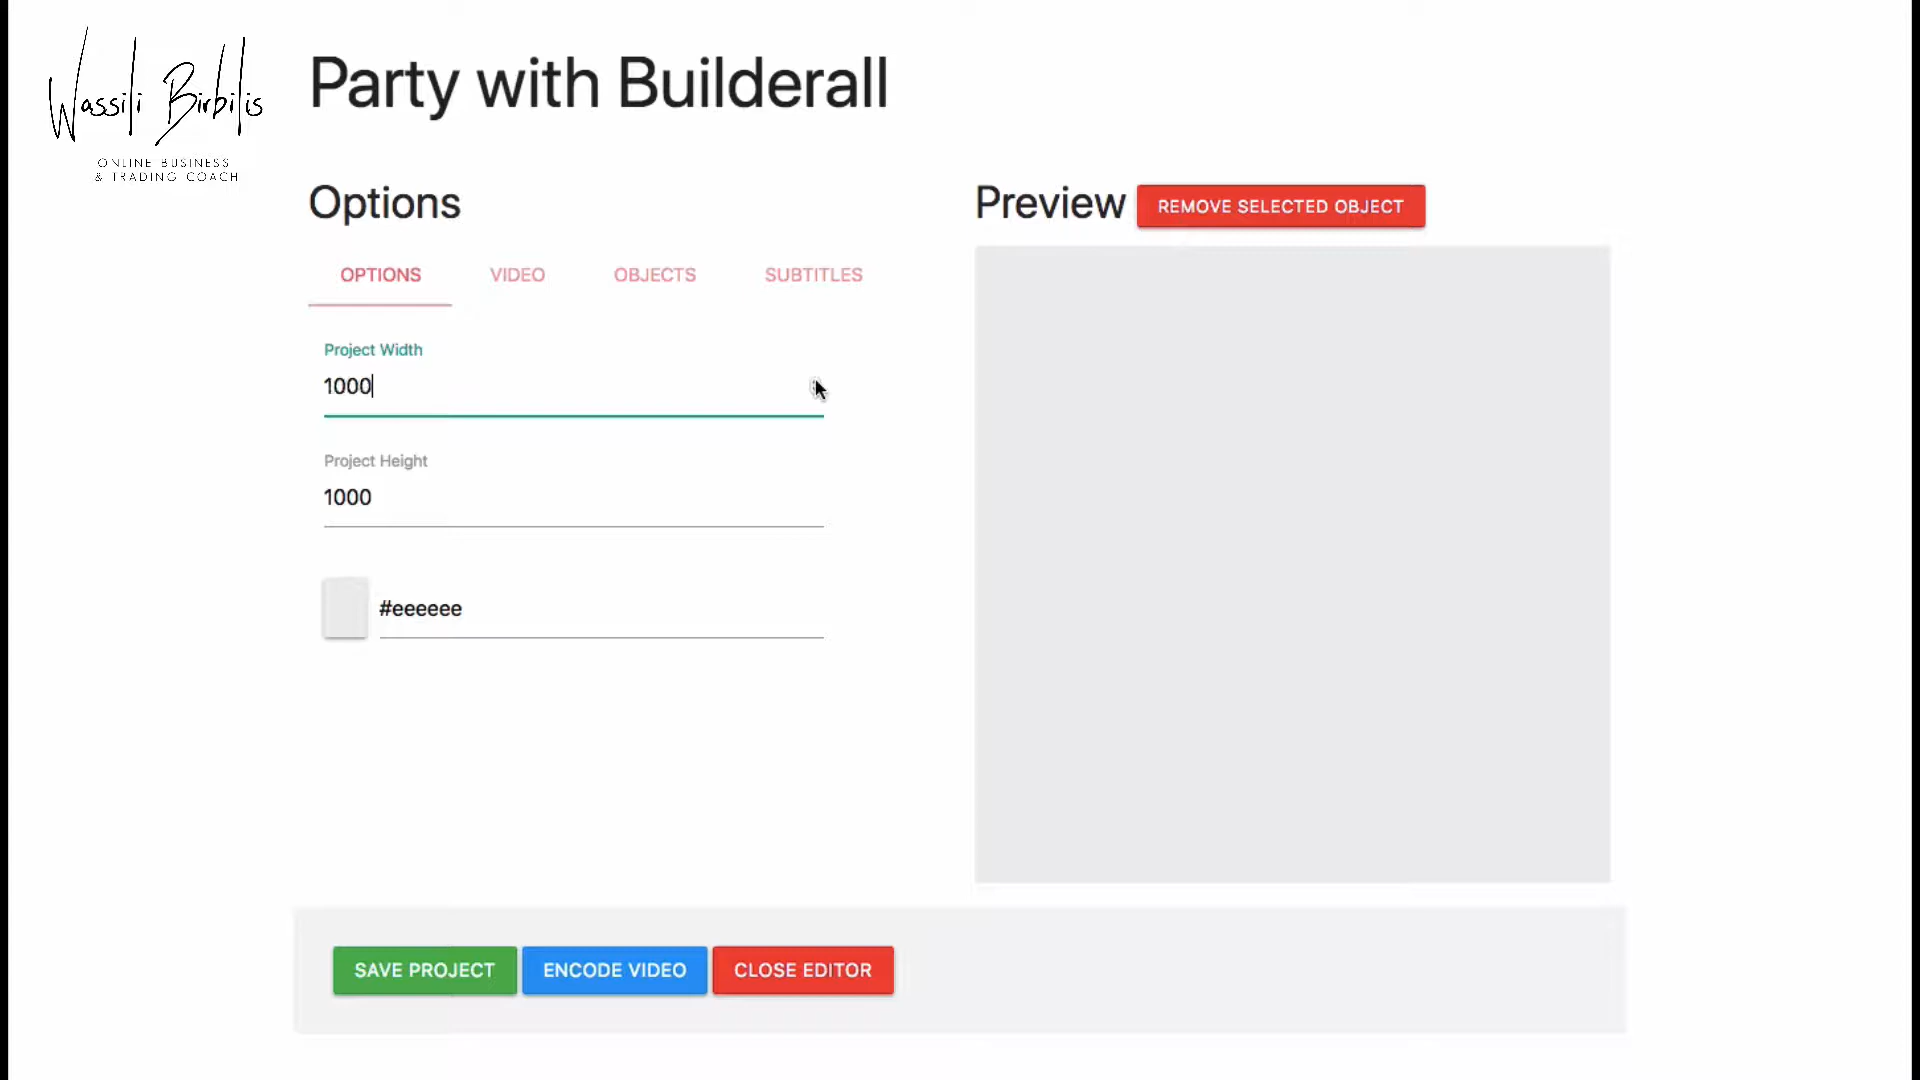 Wassili Birbilis
ONLINE BUSINESS
& TRADING COACH
Party with Builderall
Options
OPTIONS VIDEO OBJECTS SUBTITLES
Project Width
1000
Project Height
1000
#eeeeee
Preview REMOVE SELECTED OBJECT
SAVE PROJECT ENCODE VIDEO CLOSE EDITOR